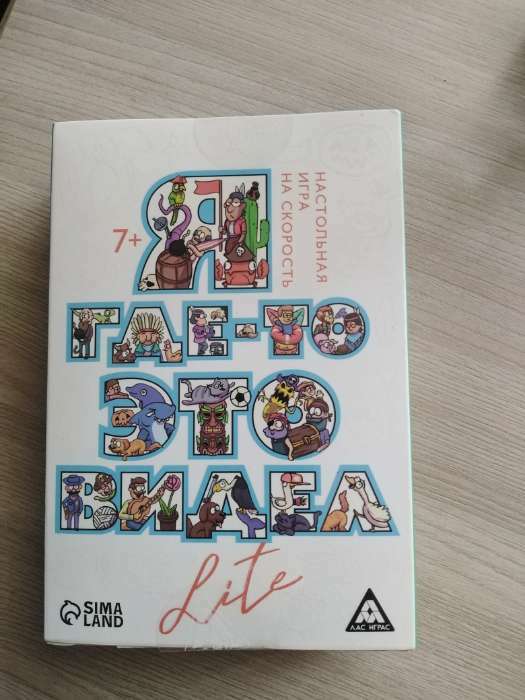 7+
Я
НАСТОЛЬНАЯ
ИГРА
НА СКОРОСТЬ
ГДЕ-ТО
ЭТО
ВИДЕЛ
Lite
SIMA
LAND
ЛАС ИГРАС